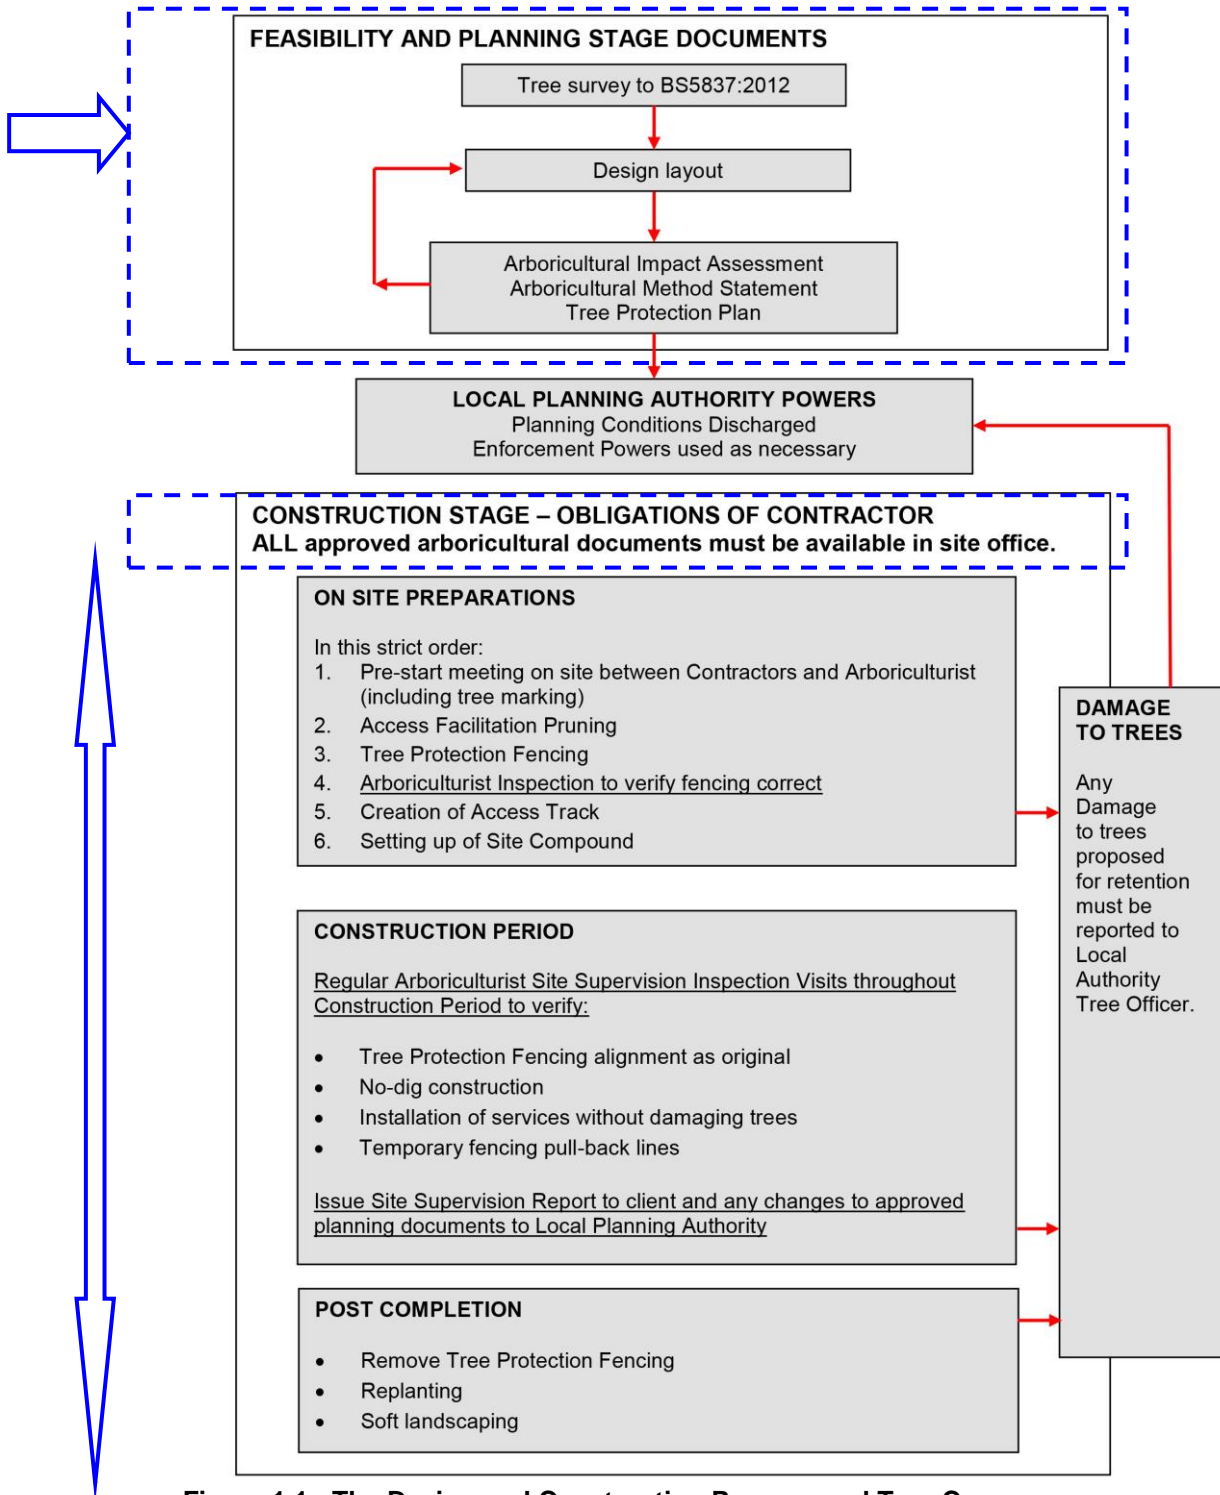 FEASIBILITY AND PLANNING STAGE DOCUMENTS
Tree survey to BS5837:2012
Design layout
Arboricultural Impact Assessment
Arboricultural Method Statement
Tree Protection Plan
LOCAL PLANNING AUTHORITY POWERS
Planning Conditions Discharged
Enforcement Powers used as necessary
CONSTRUCTION STAGE – OBLIGATIONS OF CONTRACTOR
ALL approved arboricultural documents must be available in site office.
ON SITE PREPARATIONS
In this strict order:
1. Pre-start meeting on site between Contractors and Arboriculturist
(including tree marking)
2. Access Facilitation Pruning
3. Tree Protection Fencing
4. Arboriculturist Inspection to verify fencing correct
5. Creation of Access Track
6. Setting up of Site Compound
DAMAGE
TO TREES
Any
Damage
to trees
proposed
for retention
must be
reported to
Local
Authority
Tree Officer.
CONSTRUCTION PERIOD
Regular Arboriculturist Site Supervision Inspection Visits throughout
Construction Period to verify:
• Tree Protection Fencing alignment as original
• No-dig construction
• Installation of services without damaging trees
• Temporary fencing pull-back lines
Issue Site Supervision Report to client and any changes to approved
planning documents to Local Planning Authority
POST COMPLETION
• Remove Tree Protection Fencing
• Replanting
• Soft landscaping